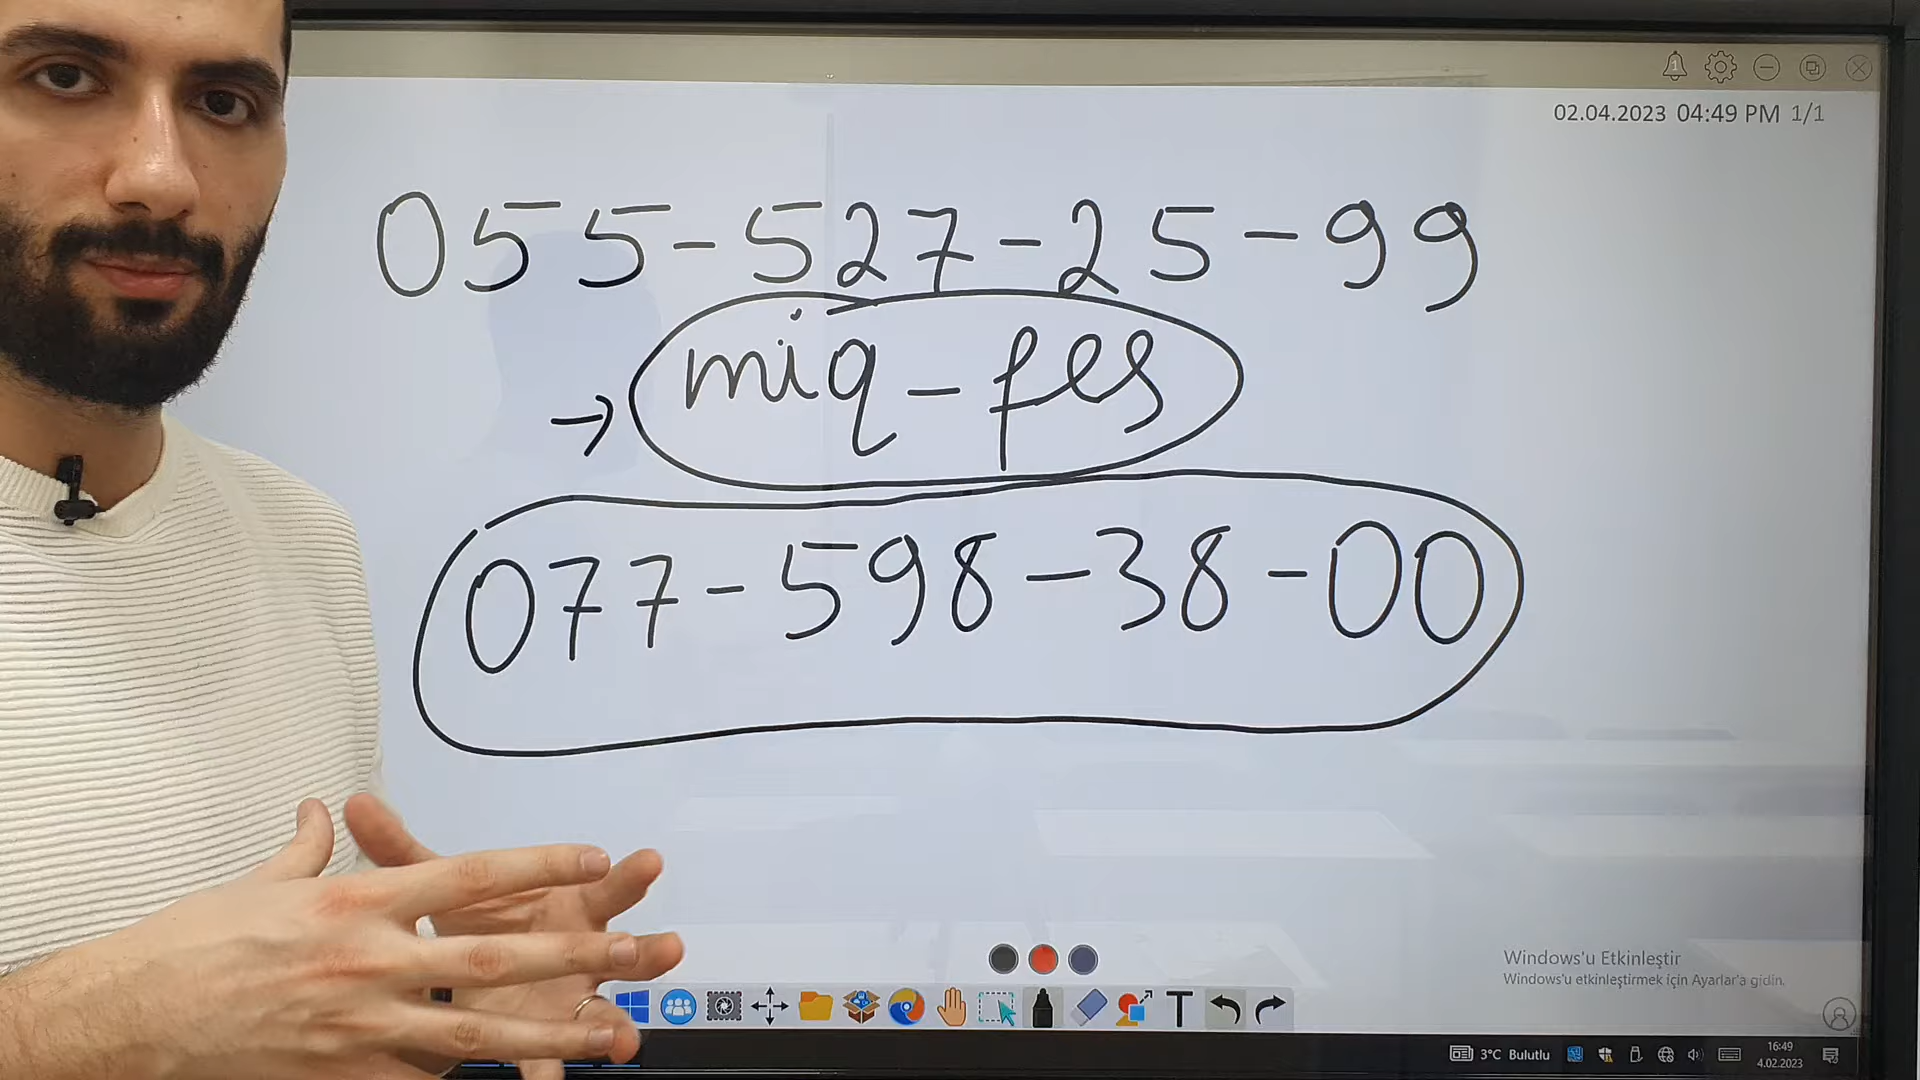 02.04.2023 04:49 PM 1/1
055-527-25-99
→ miq-fes
077-598-38-00
Windows'u Etkinleştir
Windows'u etkinleştirmek için Ayarlar'a gidin.
T
3°C Bulutlu
16:49
4.02.2023